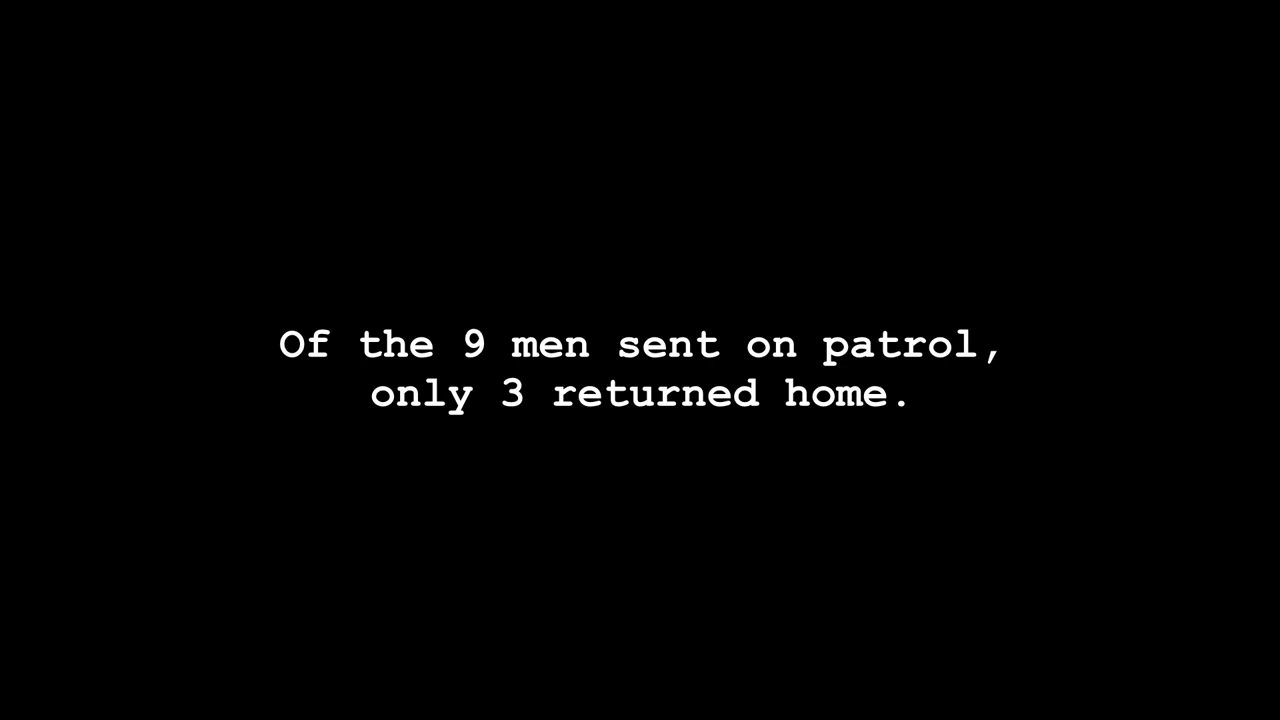 Of the 9 men sent on patrol,
only 3 returned home.